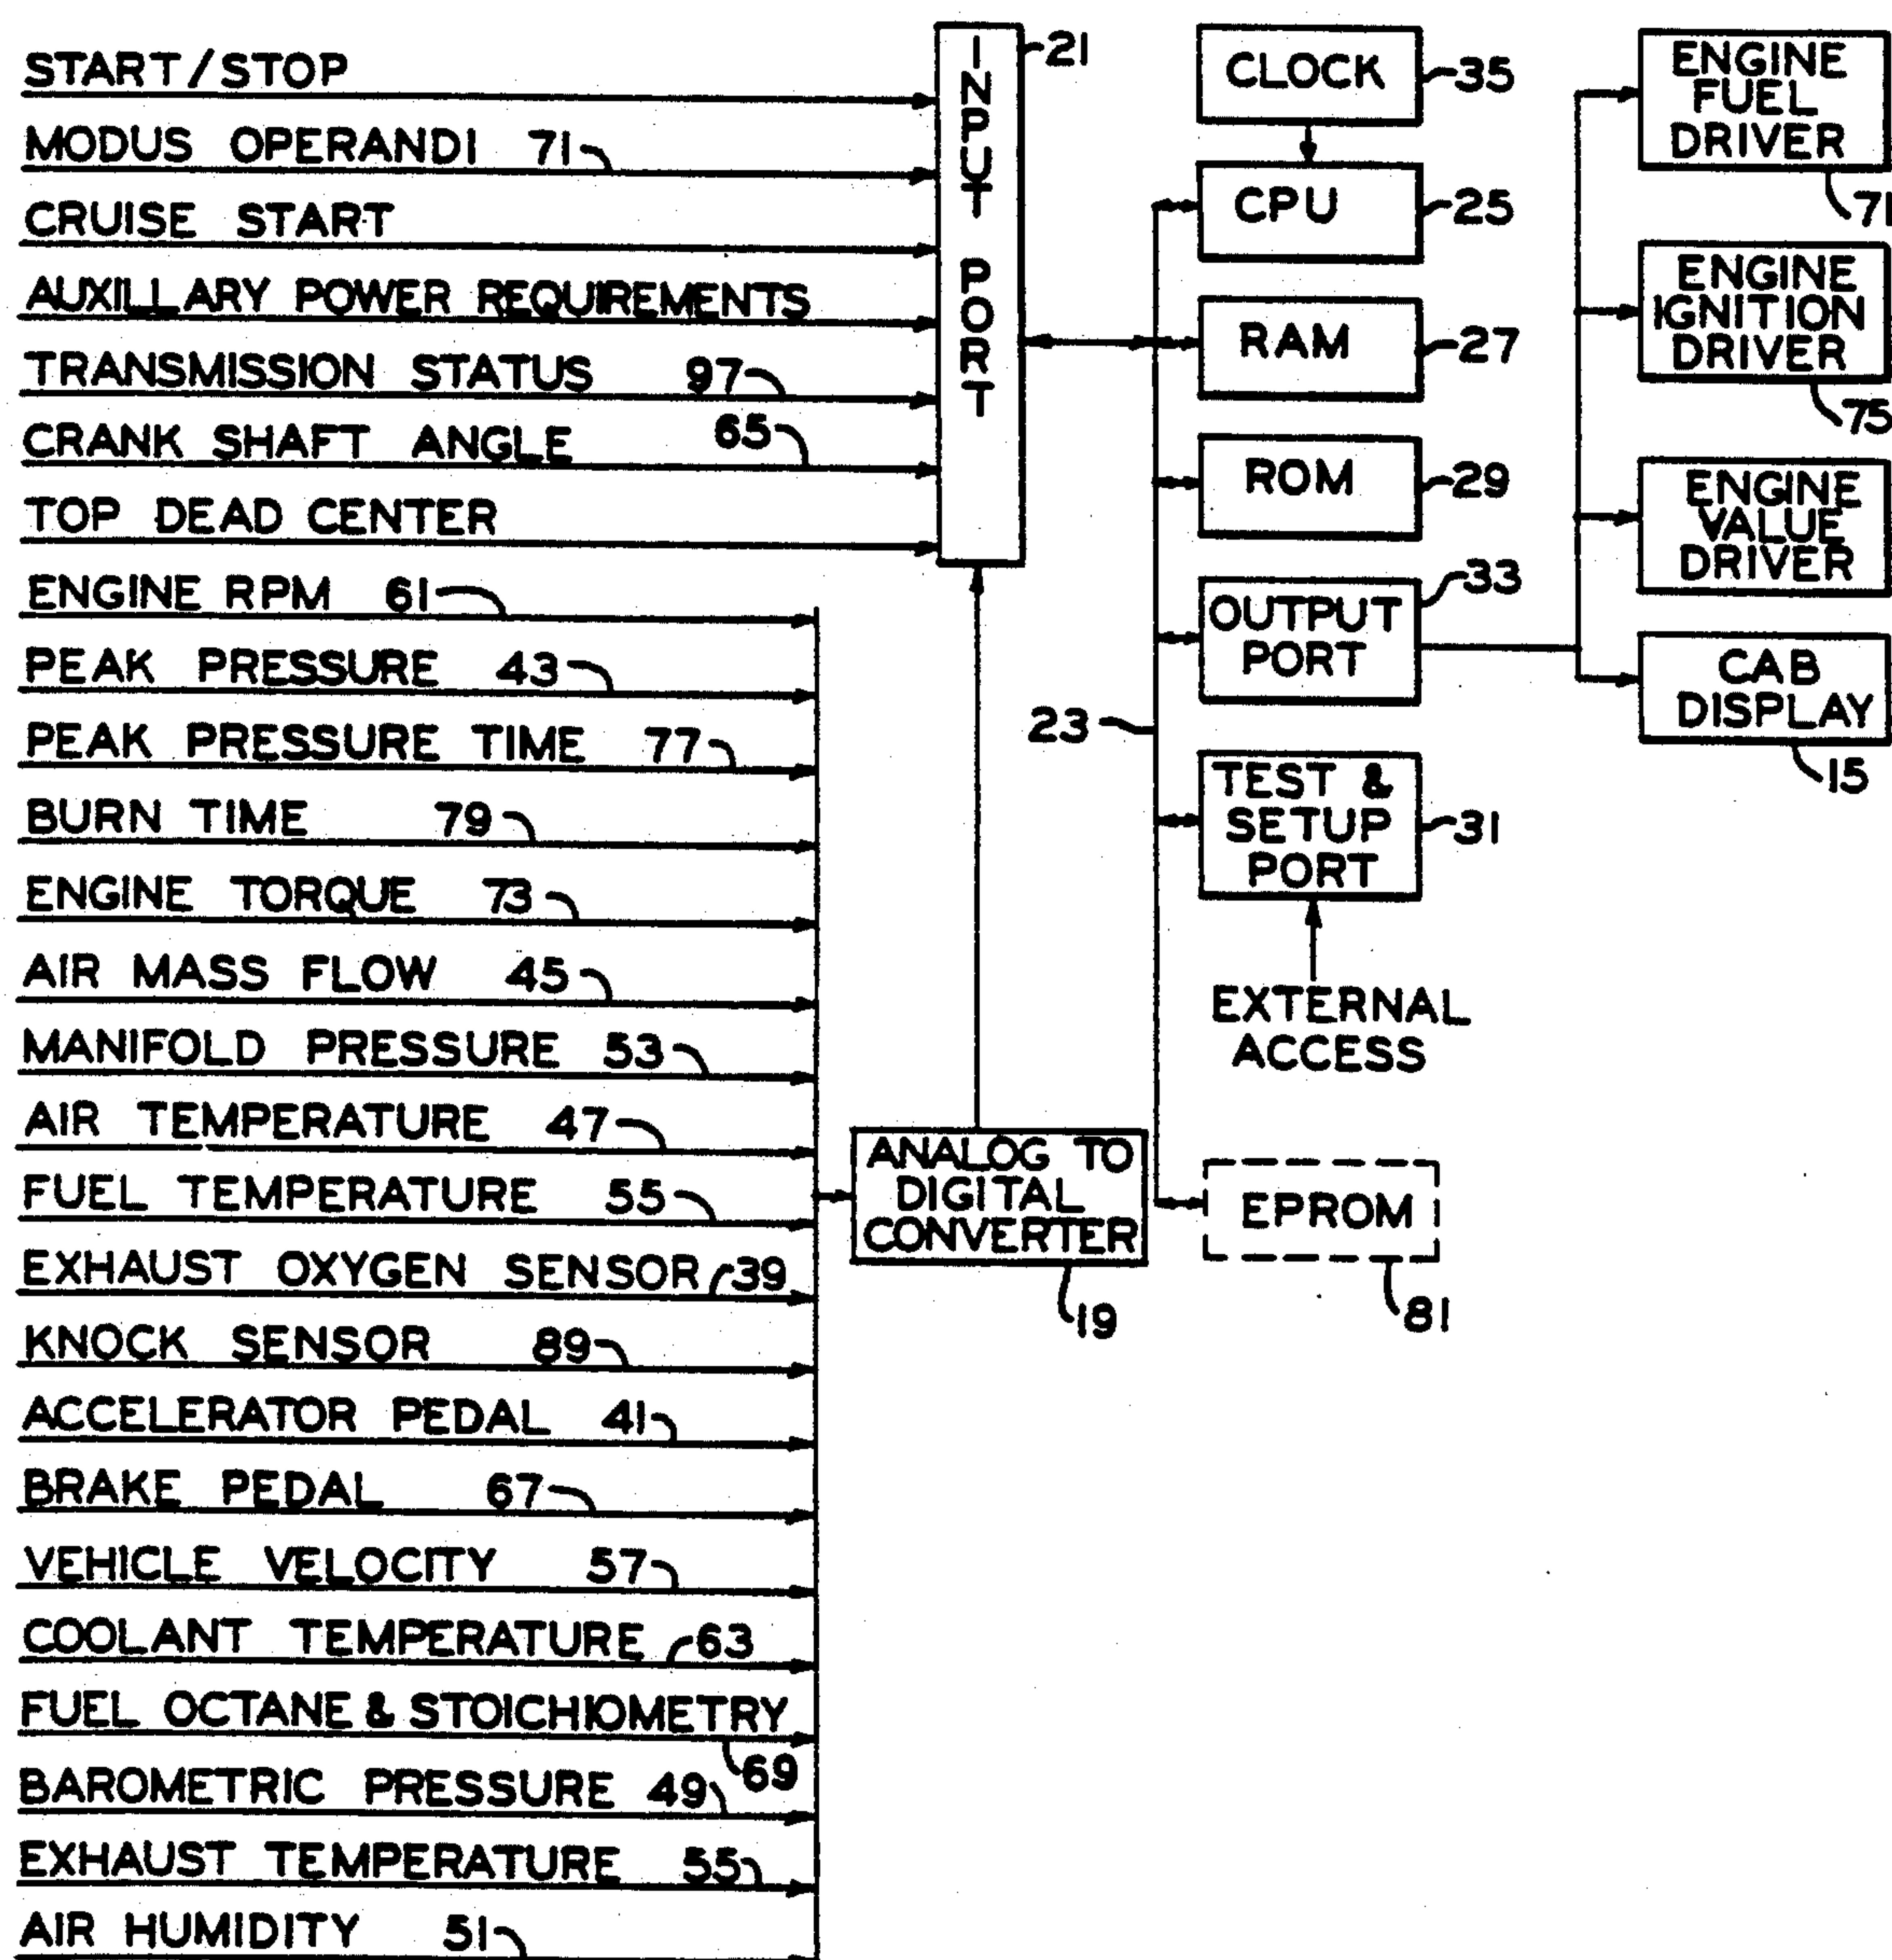 START/STOP
MODUS OPERANDI 71
CRUISE START
AUXILLARY POWER REQUIREMENTS
TRANSMISSION STATUS 97
CRANK SHAFT ANGLE 65
TOP DEAD CENTER
ENGINE RPM 61
PEAK PRESSURE 43
PEAK PRESSURE TIME 77
BURN TIME 79
ENGINE TORQUE 73
AIR MASS FLOW 45
MANIFOLD PRESSURE 53
AIR TEMPERATURE 47
FUEL TEMPERATURE 55
EXHAUST OXYGEN SENSOR 39
KNOCK SENSOR 89
ACCELERATOR PEDAL 41
BRAKE PEDAL 67
VEHICLE VELOCITY 57
COOLANT TEMPERATURE 63
FUEL OCTANE & STOICHIOMETRY
69
BAROMETRIC PRESSURE 49
EXHAUST TEMPERATURE 55
AIR HUMIDITY 51
INPUT PORT
21
ANALOG TO
DIGITAL
CONVERTER
19
CLOCK 35
CPU 25
RAM 27
ROM 29
OUTPUT
PORT
33
23
TEST &
SETUP
PORT
31
EXTERNAL
ACCESS
EPROM
81
ENGINE
FUEL
DRIVER
71
ENGINE
IGNITION
DRIVER
75
ENGINE
VALUE
DRIVER
CAB
DISPLAY
15